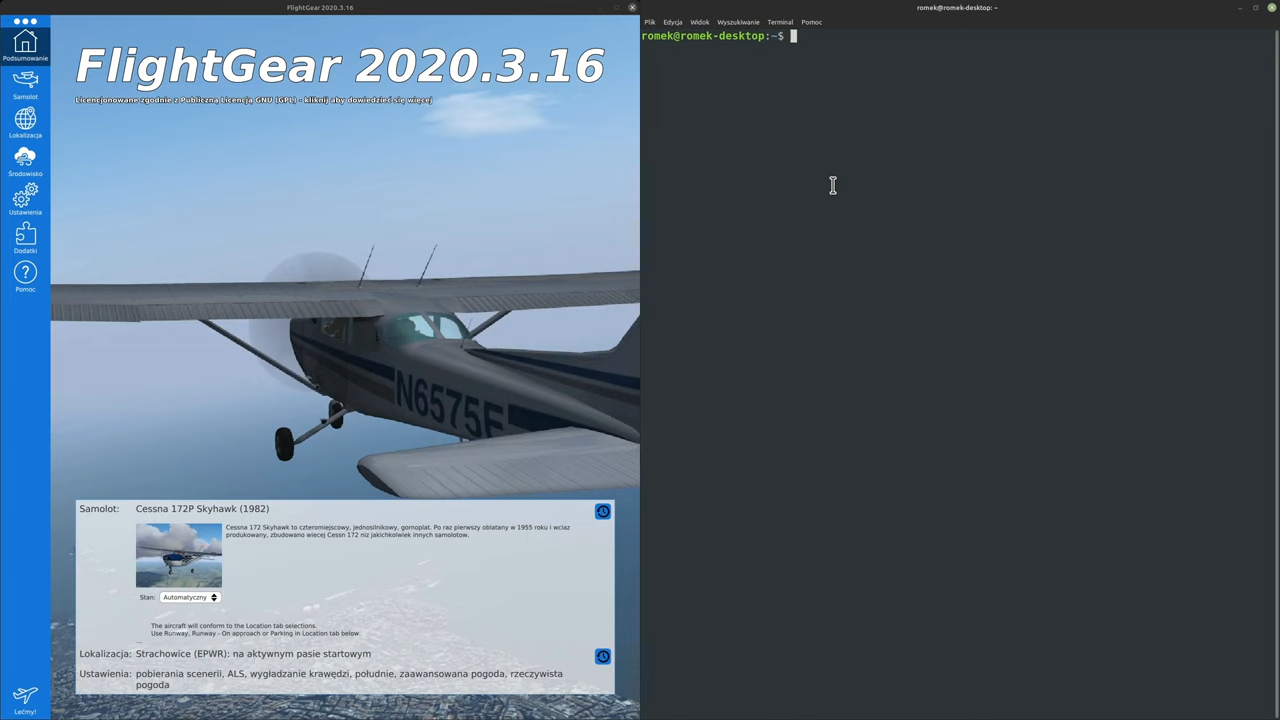 FlightGear 2020.3.16
romek@romek-desktop: ~
Plik Edycja Widok Wyszukiwanie Terminal Pomoc
romek@romek-desktop:~$
Podsumowanie
Samolot
Lokalizacja
Środowisko
Ustawienia
Dodatki
Pomoc
Lećmy!
FlightGear 2020.3.16
Licencjonowane zgodnie z Publiczną Licencją GNU (GPL) - kliknij aby dowiedzieć się więcej
N6575E
Samolot: Cessna 172P Skyhawk (1982)
Cessna 172 Skyhawk to czteromiejscowy, jednosilnikowy, gornoplat. Po raz pierwszy oblatany w 1955 roku i wciaz
produkowany, zbudowano wiecej Cessn 172 niz jakichkolwiek innych samolotow.
Stan: Automatyczny
The aircraft will conform to the Location tab selections.
Use Runway, Runway - On approach or Parking in Location tab below.
Lokalizacja: Strachowice (EPWR): na aktywnym pasie startowym
Ustawienia: pobierania scenerii, ALS, wygładzanie krawędzi, południe, zaawansowana pogoda, rzeczywista
pogoda